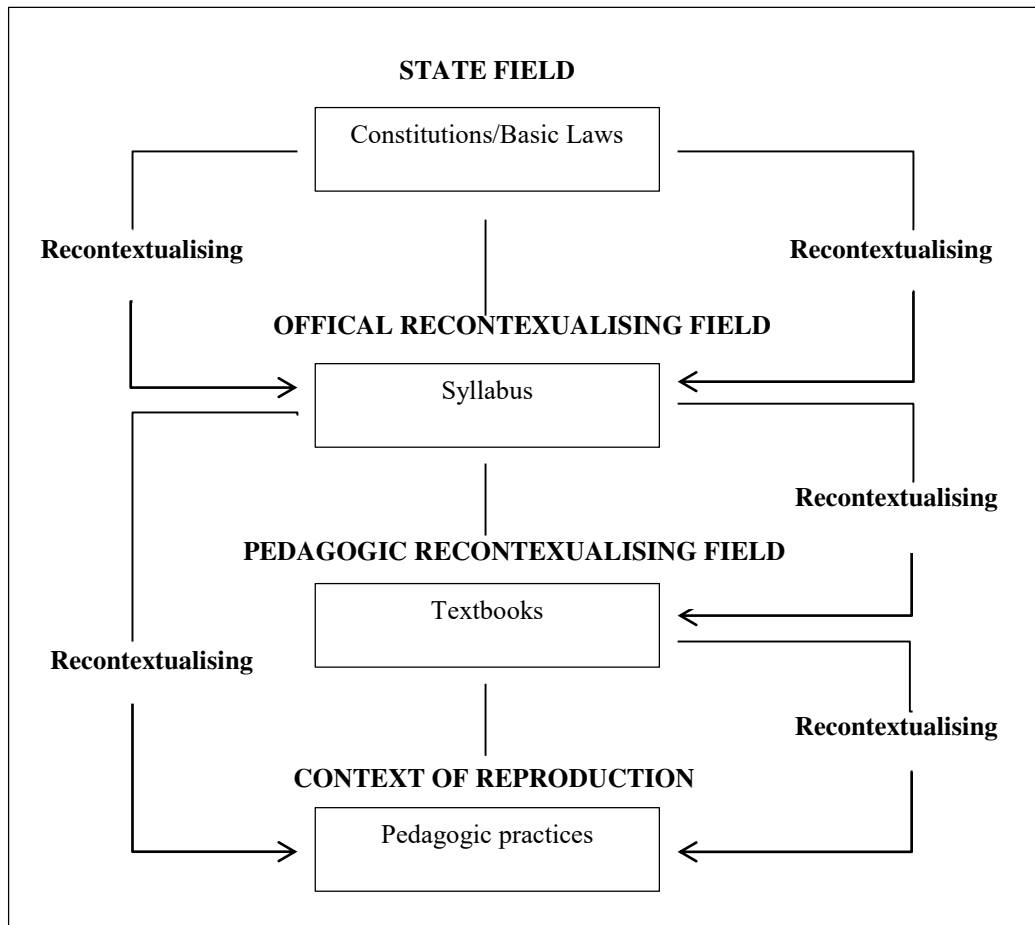 STATE FIELD
Constitutions/Basic Laws
Recontextualising
Recontextualising
OFFICAL RECONTEXUALISING FIELD
Syllabus
Recontextualising
PEDAGOGIC RECONTEXUALISING FIELD
Textbooks
Recontextualising
Recontextualising
CONTEXT OF REPRODUCTION
Pedagogic practices